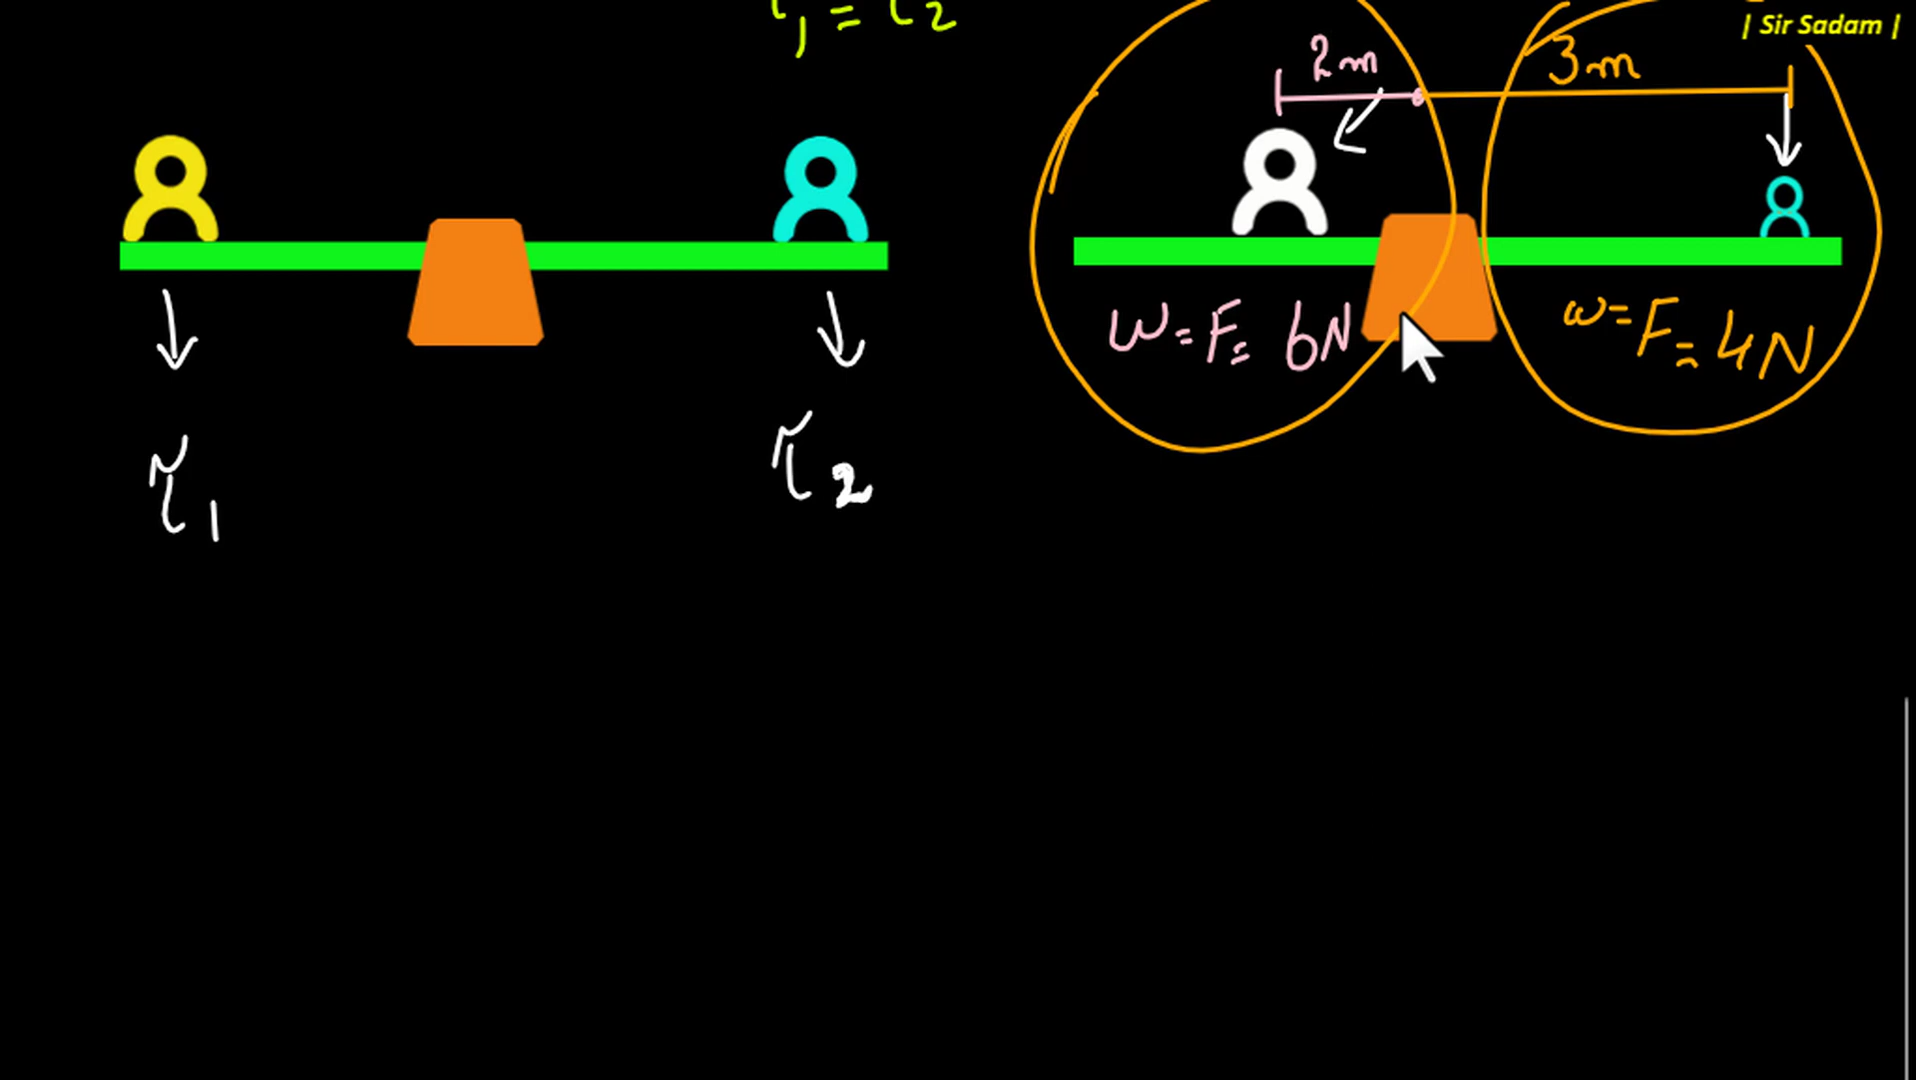 τ₁ = τ₂
| Sir Sadam |
2m
3m
W = F = 6N
w = F = 4N
τ₁
τ₂